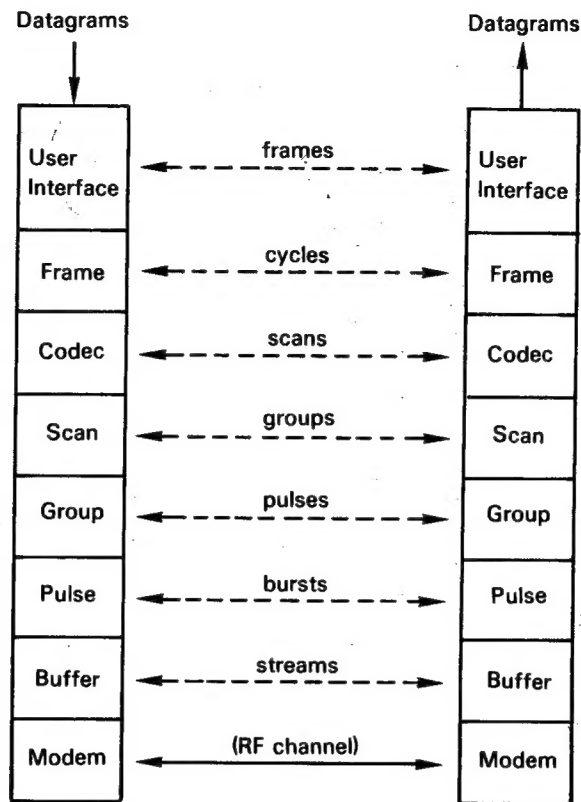 Datagrams Datagrams
User
Interface
frames
User
Interface
Frame cycles Frame
Codec scans Codec
Scan groups Scan
Group pulses Group
Pulse bursts Pulse
Buffer streams Buffer
Modem (RF channel) Modem